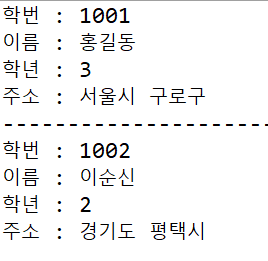 학번 : 1001
이름 : 홍길동
학년 : 3
주소 : 서울시 구로구
---------------------
학번 : 1002
이름 : 이순신
학년 : 2
주소 : 경기도 평택시